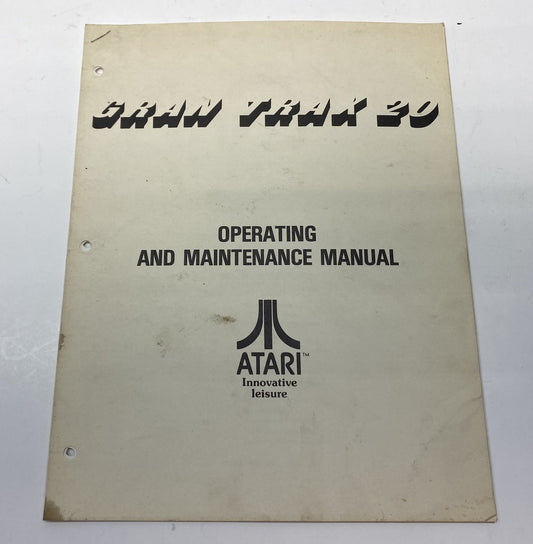 GRAN TRAK 20
OPERATING
AND MAINTENANCE MANUAL
ATARI™
Innovative
leisure